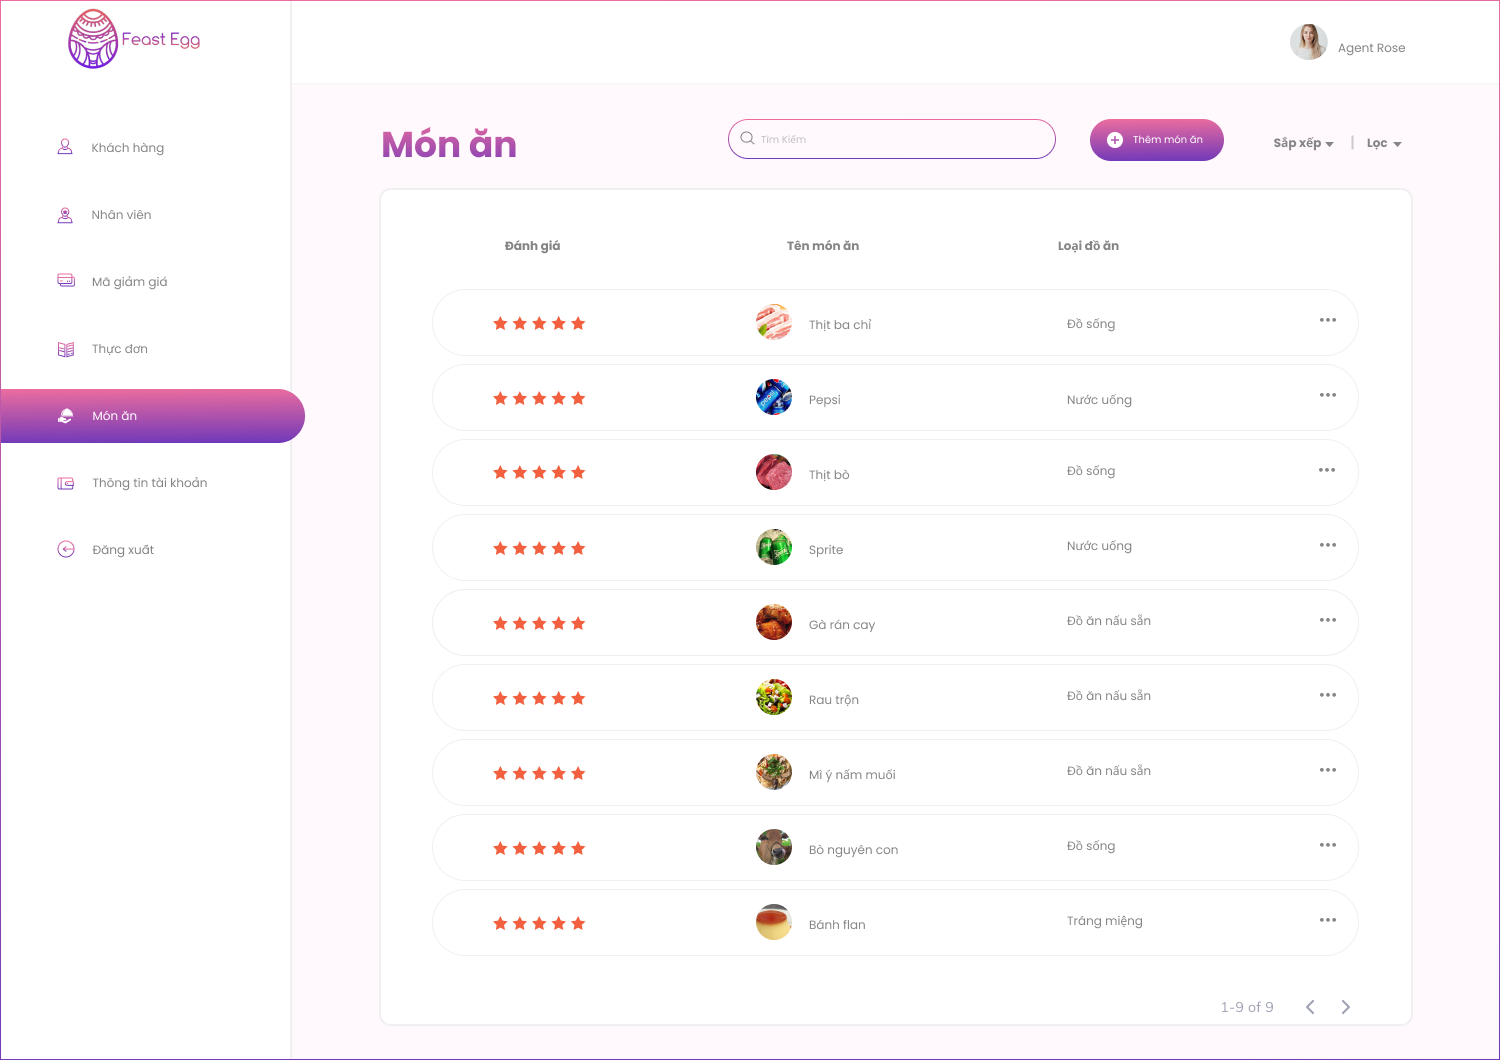 Feast Egg
Agent Rose
Khách hàng
Nhân viên
Mã giảm giá
Thực đơn
Món ăn
Thông tin tài khoản
Đăng xuất
Món ăn
Tìm Kiếm
Thêm món ăn
Sắp xếp
|
Lọc
Đánh giá
Tên món ăn
Loại đồ ăn
Thịt ba chỉ
Đồ sống
Pepsi
Nước uống
Thịt bò
Đồ sống
Sprite
Nước uống
Gà rán cay
Đồ ăn nấu sẵn
Rau trộn
Đồ ăn nấu sẵn
Mì ý nấm muối
Đồ ăn nấu sẵn
Bò nguyên con
Đồ sống
Bánh flan
Tráng miệng
1-9 of 9